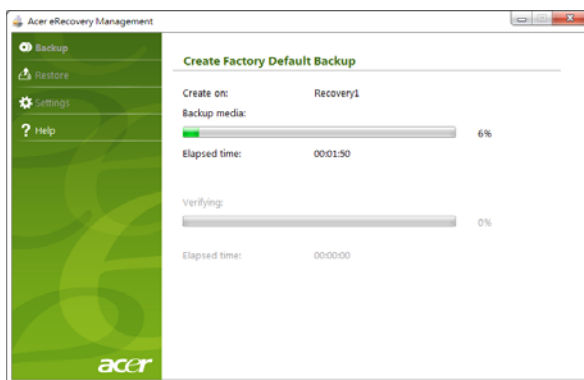 Acer eRecovery Management
Backup
Restore
Settings
Help
Create Factory Default Backup
Create on: Recovery1
Backup media:
6%
Elapsed time: 00:01:50
Verifying:
0%
Elapsed time: 00:00:00
acer